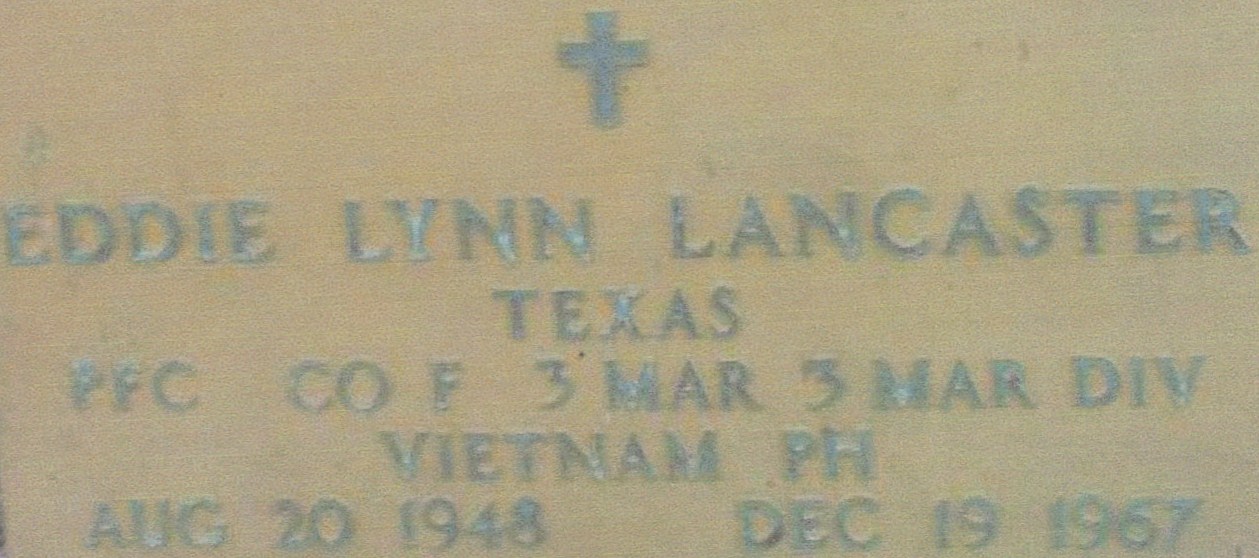 EDDIE LYNN LANCASTER
TEXAS
PFC CO F 3 MAR 3 MAR DIV
VIETNAM PH
AUG 20 1948 DEC 19 1967